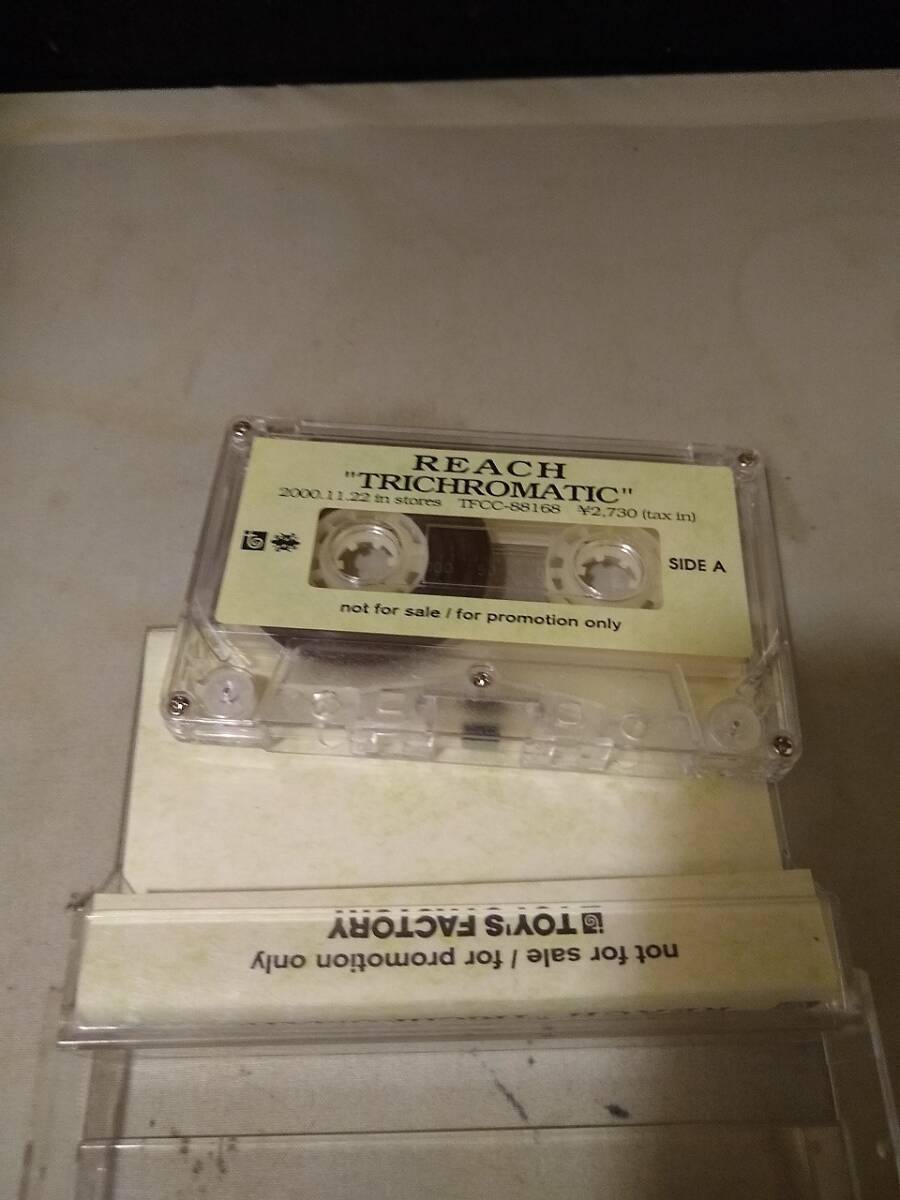 REACH
"TRICHROMATIC"
2000.11.22 in stores TFCC-88168 ¥2,730 (tax in)
SIDE A
not for sale / for promotion only
TOY'S FACTORY
not for sale / for promotion only